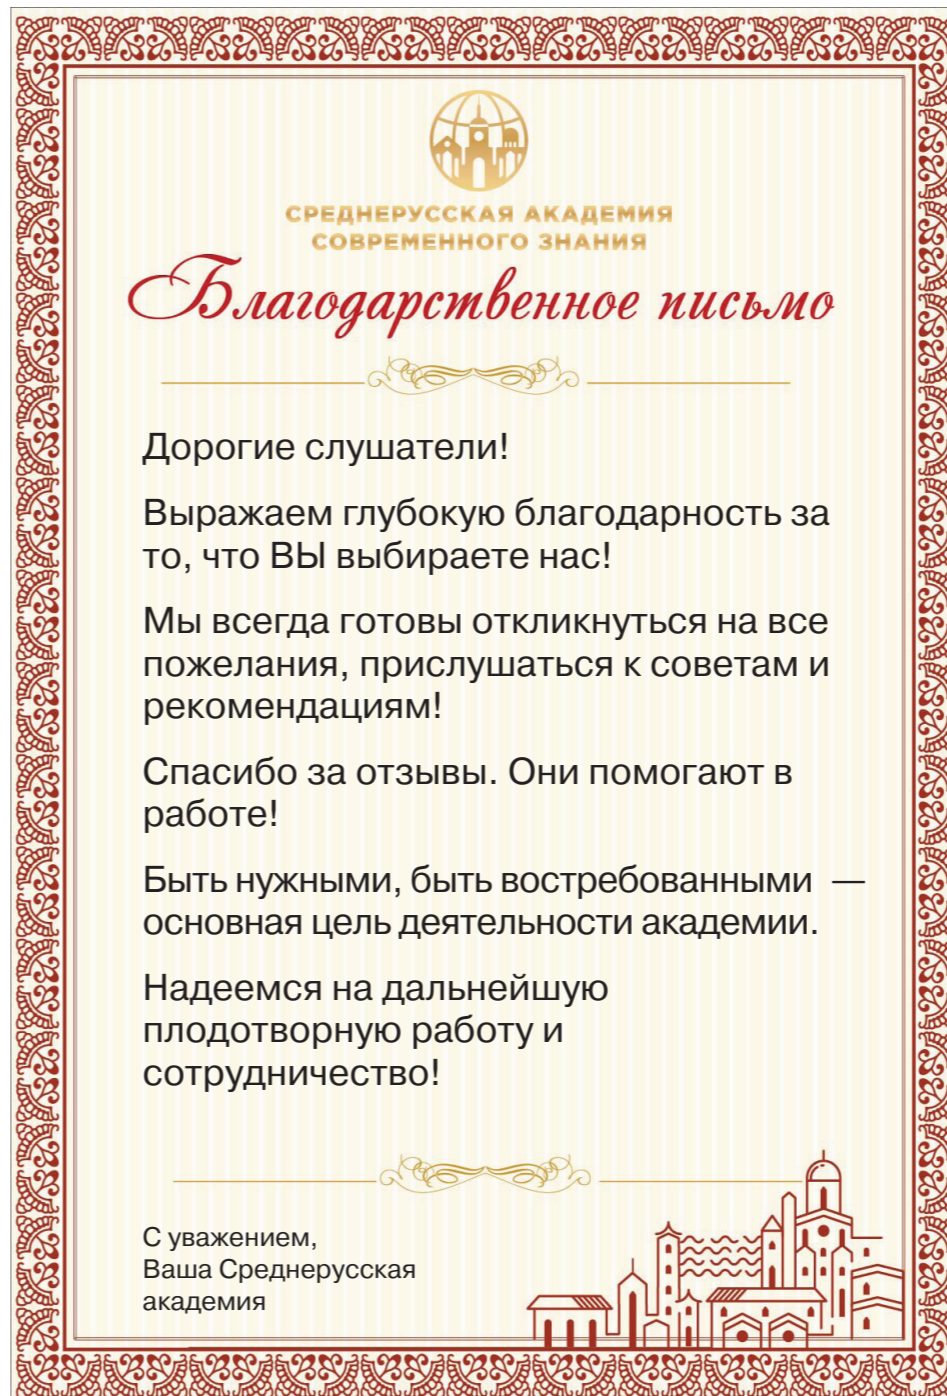 СРЕДНЕРУССКАЯ АКАДЕМИЯ
СОВРЕМЕННОГО ЗНАНИЯ
Благодарственное письмо
Дорогие слушатели!
Выражаем глубокую благодарность за
то, что ВЫ выбираете нас!
Мы всегда готовы откликнуться на все
пожелания, прислушаться к советам и
рекомендациям!
Спасибо за отзывы. Они помогают в
работе!
Быть нужными, быть востребованными —
основная цель деятельности академии.
Надеемся на дальнейшую
плодотворную работу и
сотрудничество!
С уважением,
Ваша Среднерусская
академия